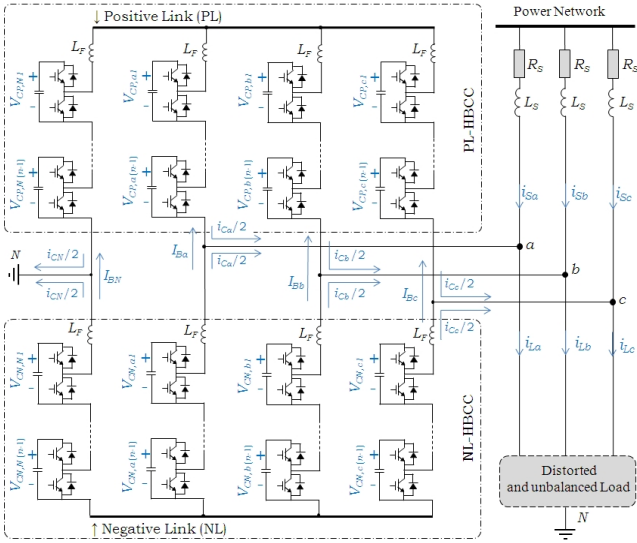 ↓ Positive Link (PL)
Power Network
L_F L_F L_F L_F
R_S R_S R_S
L_S L_S L_S
V_CP,N1 V_CP,a1 V_CP,b1 V_CP,c1
V_CP,N[n-1] V_CP,a[n-1] V_CP,b[n-1] V_CP,c[n-1]
PL-HBCC
i_Sa i_Sb i_Sc
N i_CN/2 I_BN I_Ba i_Ca/2 I_Bb i_Cb/2 I_Bc i_Cc/2
i_CN/2 i_Ca/2 i_Cb/2 i_Cc/2
a
b
c
L_F L_F L_F L_F
i_La i_Lb i_Lc
V_CN,N1 V_CN,a1 V_CN,b1 V_CN,c1
V_CN,N[n-1] V_CN,a[n-1] V_CN,b[n-1] V_CN,c[n-1]
NL-HBCC
Distorted
and unbalanced Load
N
↑ Negative Link (NL)